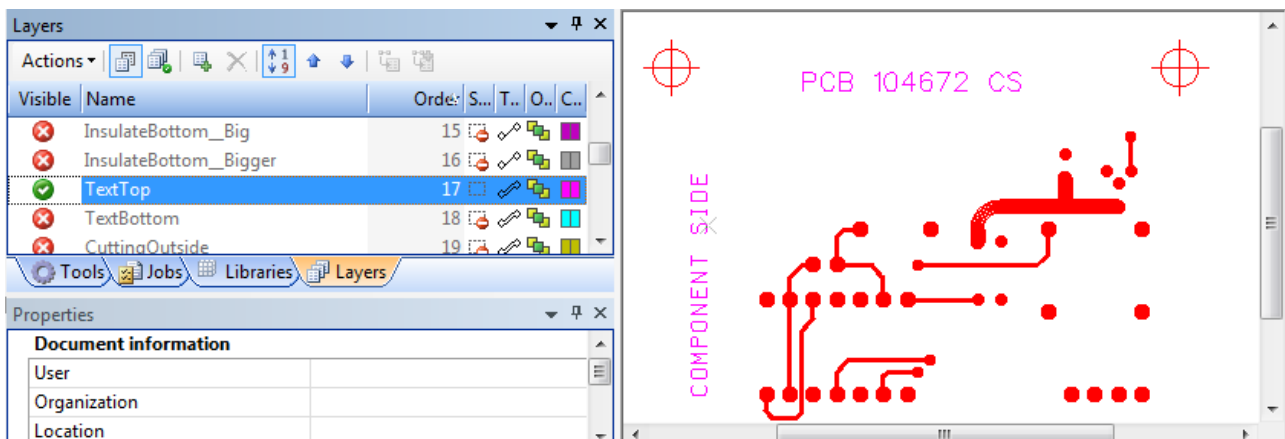 Layers
Actions
Visible Name Order S... T.. O.. C..
InsulateBottom__Big 15
InsulateBottom__Bigger 16
TextTop 17
TextBottom 18
CuttingOutside 19
Tools Jobs Libraries Layers
Properties
Document information
User
Organization
Location
PCB 104672 CS
COMPONENT SIDE